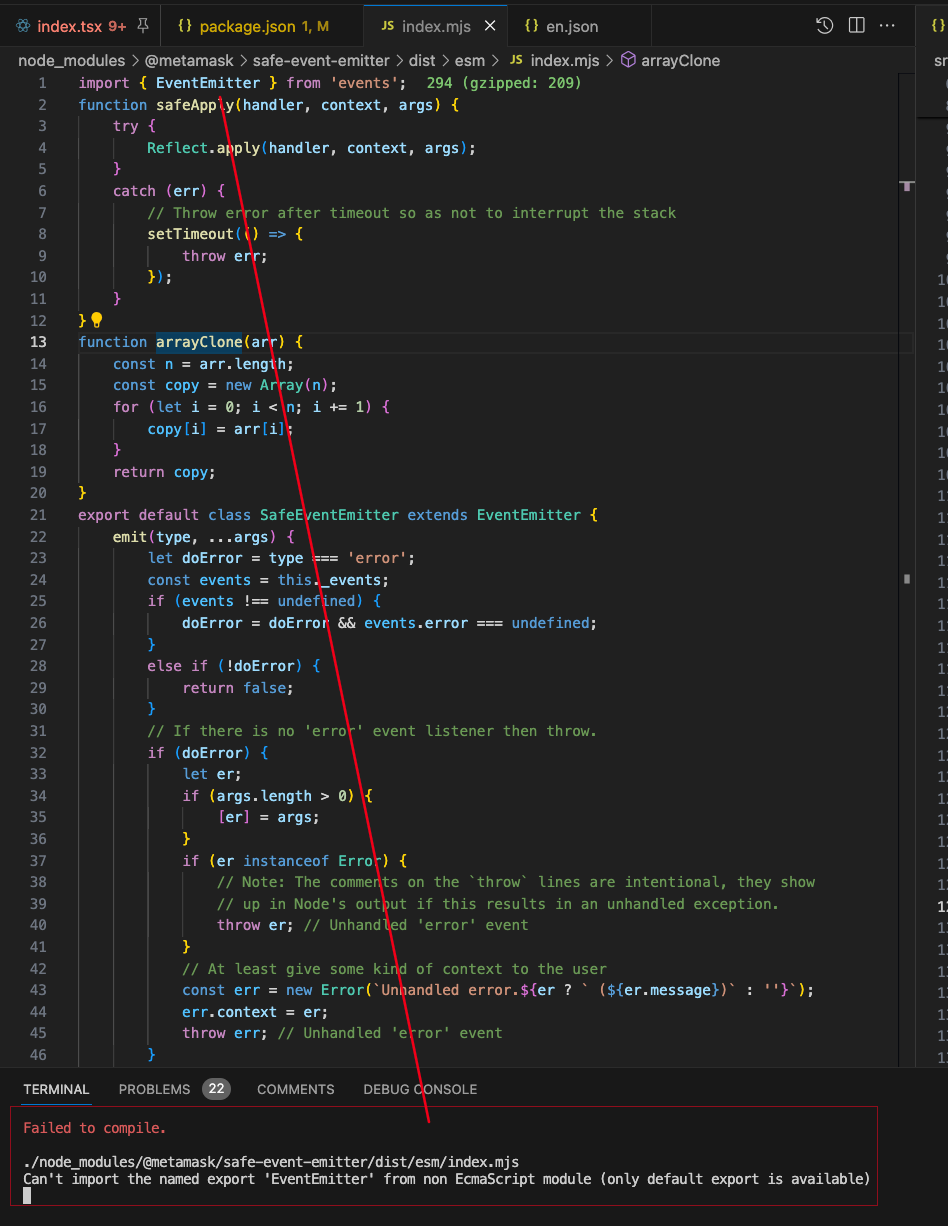 index.tsx 9+ package.json 1, M index.mjs en.json
node_modules > @metamask > safe-event-emitter > dist > esm > JS index.mjs > arrayClone
1 import { EventEmitter } from 'events'; 294 (gzipped: 209)
2 function safeApply(handler, context, args) {
3 try {
4 Reflect.apply(handler, context, args);
5 }
6 catch (err) {
7 // Throw error after timeout so as not to interrupt the stack
8 setTimeout(() => {
9 throw err;
10 });
11 }
12 }
13 function arrayClone(arr) {
14 const n = arr.length;
15 const copy = new Array(n);
16 for (let i = 0; i < n; i += 1) {
17 copy[i] = arr[i];
18 }
19 return copy;
20 }
21 export default class SafeEventEmitter extends EventEmitter {
22 emit(type, ...args) {
23 let doError = type === 'error';
24 const events = this._events;
25 if (events !== undefined) {
26 doError = doError && events.error === undefined;
27 }
28 else if (!doError) {
29 return false;
30 }
31 // If there is no 'error' event listener then throw.
32 if (doError) {
33 let er;
34 if (args.length > 0) {
35 [er] = args;
36 }
37 if (er instanceof Error) {
38 // Note: The comments on the `throw` lines are intentional, they show
39 // up in Node's output if this results in an unhandled exception.
40 throw er; // Unhandled 'error' event
41 }
42 // At least give some kind of context to the user
43 const err = new Error(`Unhandled error.${er ? ` (${er.message})` : ''}`);
44 err.context = er;
45 throw err; // Unhandled 'error' event
46 }
TERMINAL PROBLEMS 22 COMMENTS DEBUG CONSOLE
Failed to compile.
./node_modules/@metamask/safe-event-emitter/dist/esm/index.mjs
Can't import the named export 'EventEmitter' from non EcmaScript module (only default export is available)